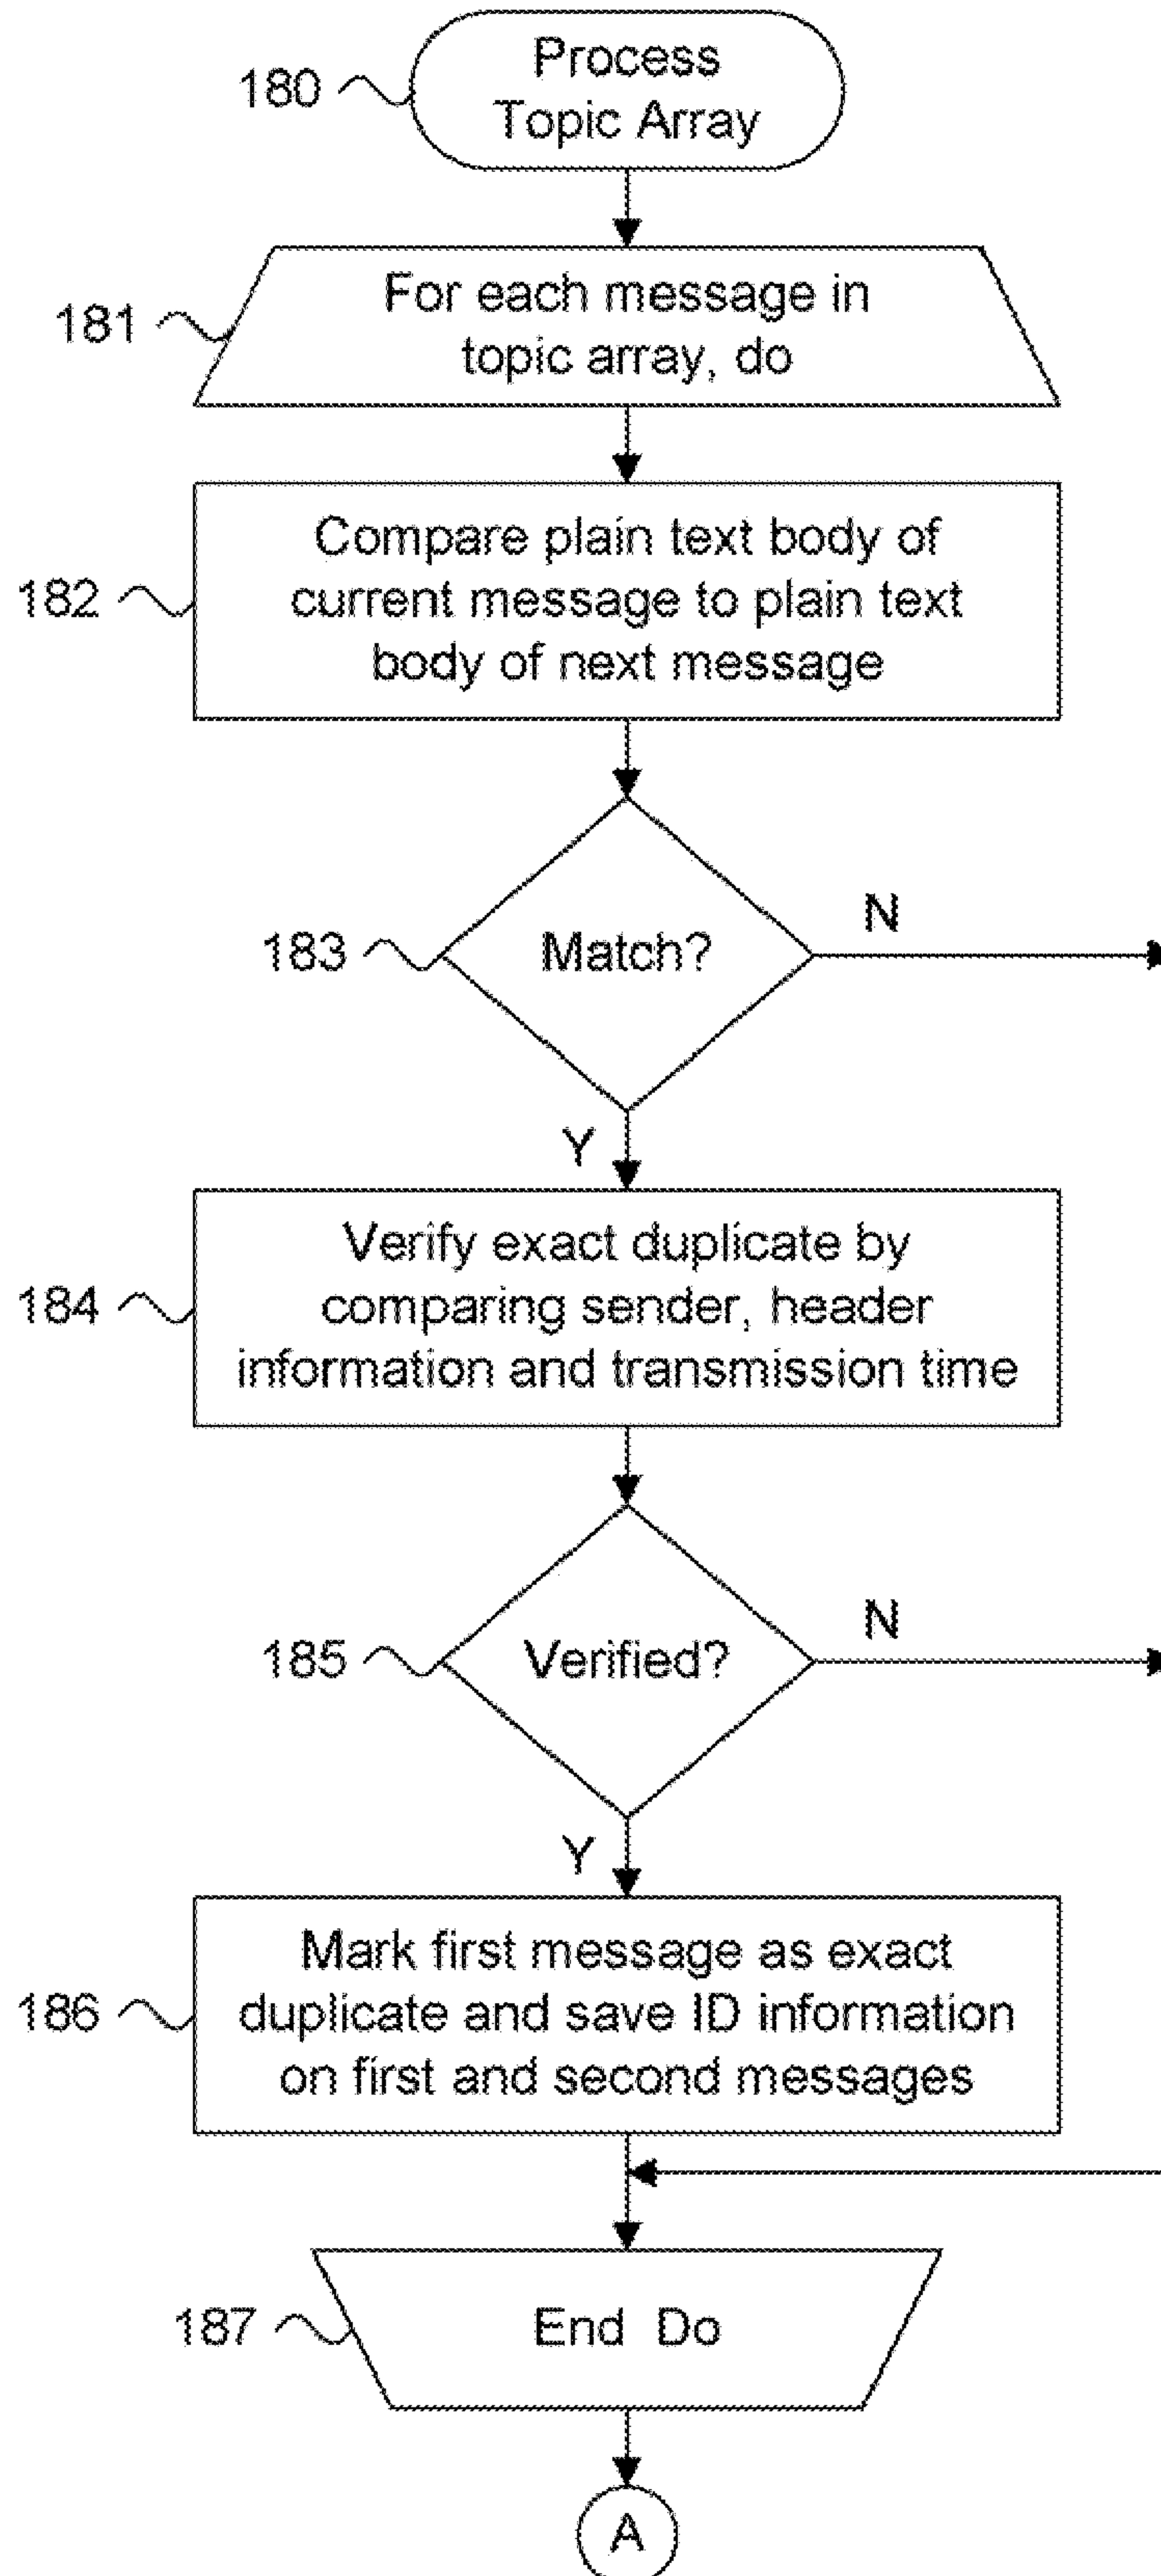 180
Process
Topic Array
181
For each message in
topic array, do
182
Compare plain text body of
current message to plain text
body of next message
183
Match?
N
Y
184
Verify exact duplicate by
comparing sender, header
information and transmission time
185
Verified?
N
Y
186
Mark first message as exact
duplicate and save ID information
on first and second messages
187
End Do
A